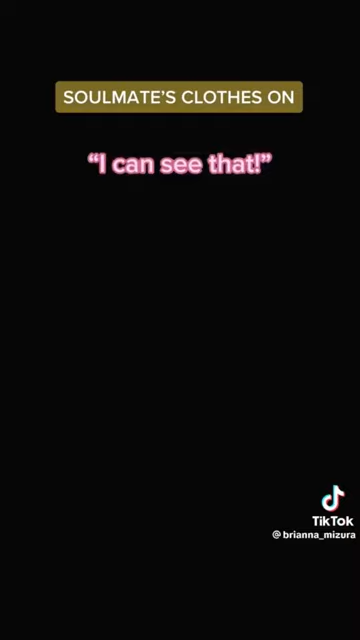 SOULMATE'S CLOTHES ON
“I can see that!”
TikTok
@brianna_mizura